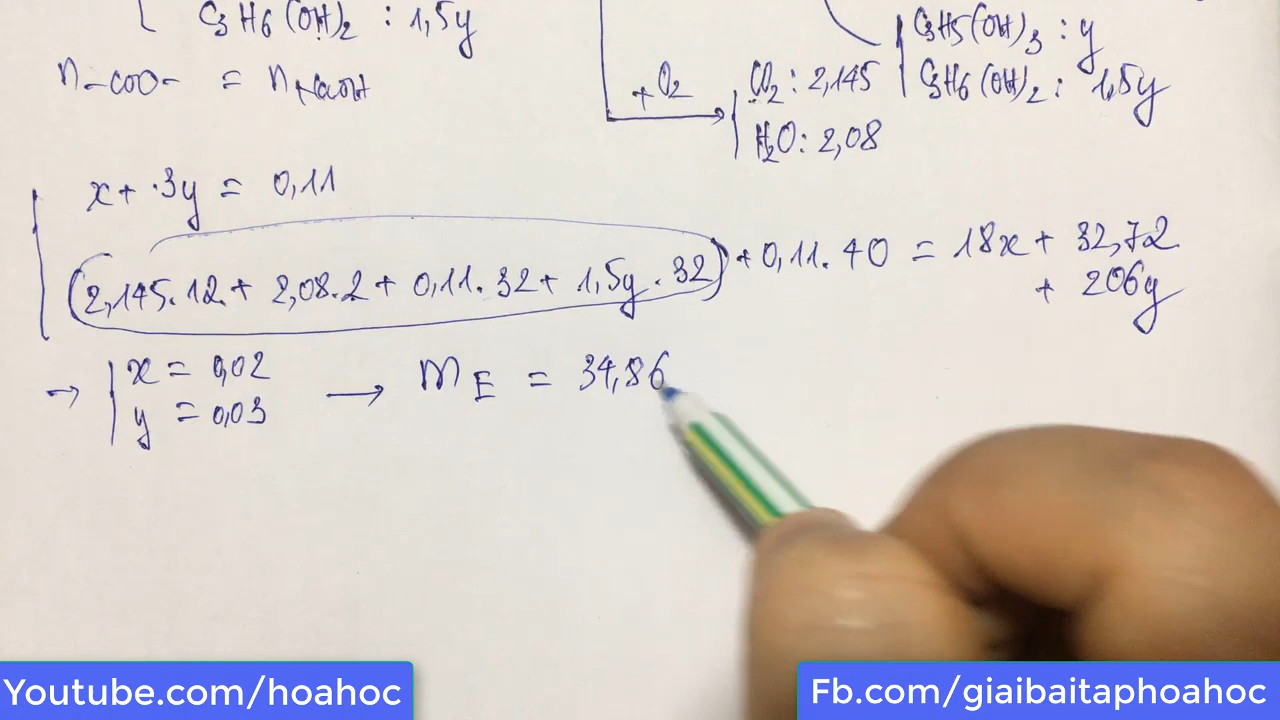 C3H6(OH)2 : 1,5y
C3H5(OH)3 : y
n-COO- = nNaOH
+O2
CO2 : 2,145
C3H6(OH)2 : 1,5y
H2O : 2,08
x + 3y = 0,11
(2,145.12 + 2,08.2 + 0,11.32 + 1,5y.32) + 0,11.40 = 18x + 32,72
+ 206y
→ x = 0,02
y = 0,03
→ mE = 34,86
Youtube.com/hoahoc
Fb.com/giaibaitaphoahoc